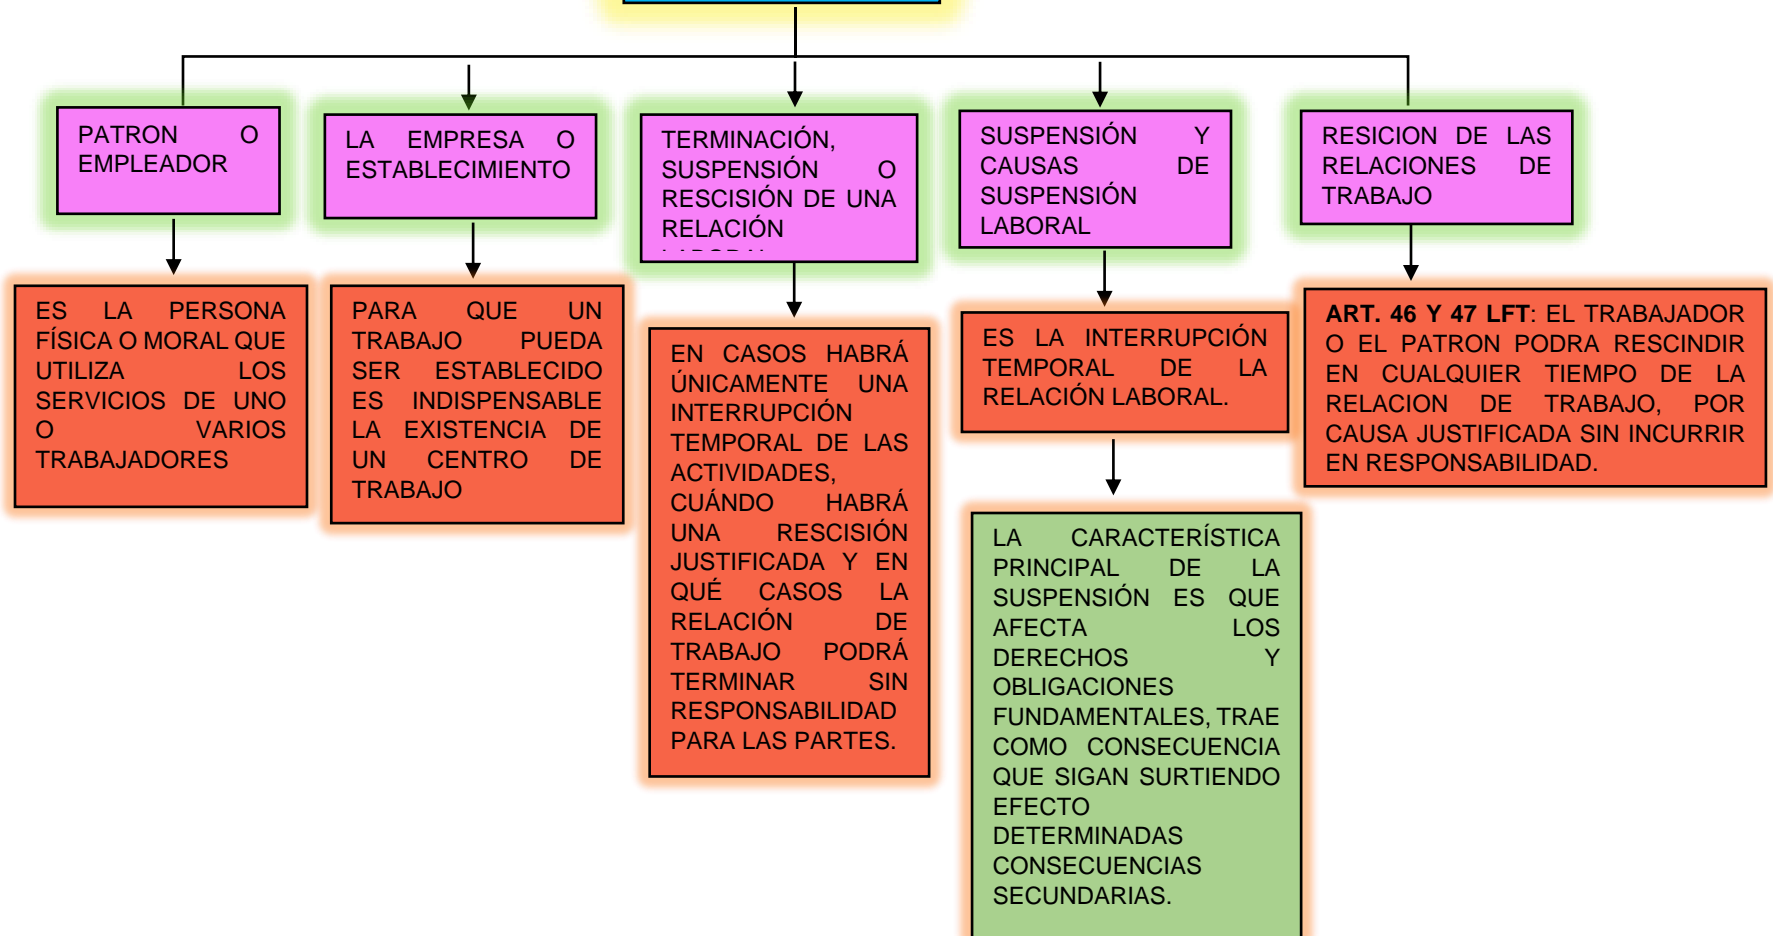 PATRON O
EMPLEADOR
LA EMPRESA O
ESTABLECIMIENTO
TERMINACIÓN,
SUSPENSIÓN O
RESCISIÓN DE UNA
RELACIÓN
SUSPENSIÓN Y
CAUSAS DE
SUSPENSIÓN
LABORAL
RESICION DE LAS
RELACIONES DE
TRABAJO
ES LA PERSONA
FÍSICA O MORAL QUE
UTILIZA LOS
SERVICIOS DE UNO
O VARIOS
TRABAJADORES
PARA QUE UN
TRABAJO PUEDA
SER ESTABLECIDO
ES INDISPENSABLE
LA EXISTENCIA DE
UN CENTRO DE
TRABAJO
EN CASOS HABRÁ
ÚNICAMENTE UNA
INTERRUPCIÓN
TEMPORAL DE LAS
ACTIVIDADES,
CUÁNDO HABRÁ
UNA RESCISIÓN
JUSTIFICADA Y EN
QUÉ CASOS LA
RELACIÓN DE
TRABAJO PODRÁ
TERMINAR SIN
RESPONSABILIDAD
PARA LAS PARTES.
ES LA INTERRUPCIÓN
TEMPORAL DE LA
RELACIÓN LABORAL.
LA CARACTERÍSTICA
PRINCIPAL DE LA
SUSPENSIÓN ES QUE
AFECTA LOS
DERECHOS Y
OBLIGACIONES
FUNDAMENTALES, TRAE
COMO CONSECUENCIA
QUE SIGAN SURTIENDO
EFECTO
DETERMINADAS
CONSECUENCIAS
SECUNDARIAS.
ART. 46 Y 47 LFT: EL TRABAJADOR
O EL PATRON PODRA RESCINDIR
EN CUALQUIER TIEMPO DE LA
RELACION DE TRABAJO, POR
CAUSA JUSTIFICADA SIN INCURRIR
EN RESPONSABILIDAD.